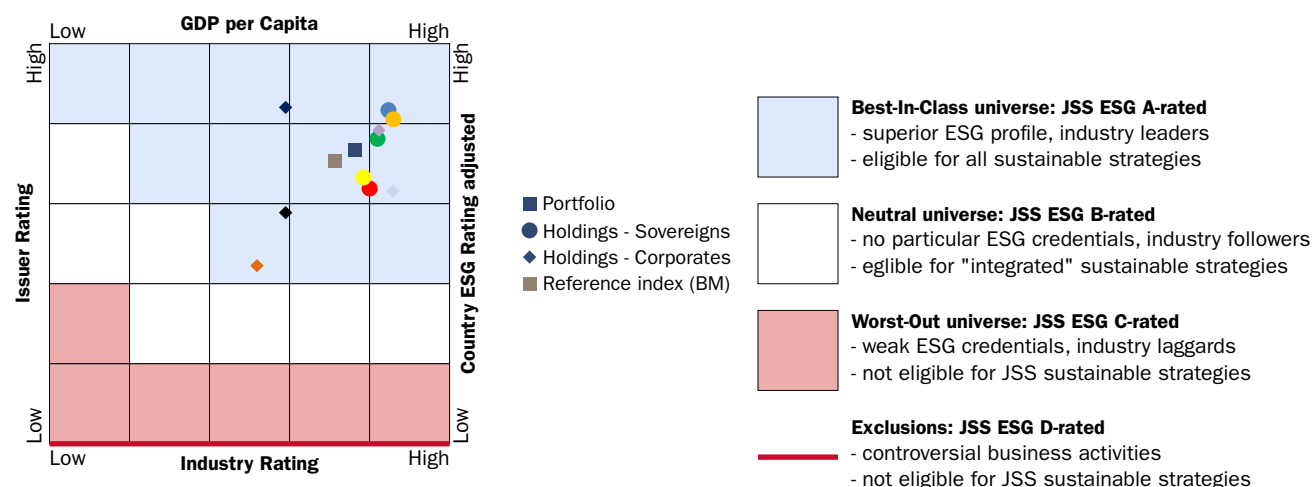 GDP per Capita
Low
High
High
High
Issuer Rating
Country ESG Rating adjusted
Low
Low
Low
High
Industry Rating
Portfolio
Holdings - Sovereigns
Holdings - Corporates
Reference index (BM)
Best-In-Class universe: JSS ESG A-rated
- superior ESG profile, industry leaders
- eligible for all sustainable strategies
Neutral universe: JSS ESG B-rated
- no particular ESG credentials, industry followers
- eglible for "integrated" sustainable strategies
Worst-Out universe: JSS ESG C-rated
- weak ESG credentials, industry laggards
- not eligible for JSS sustainable strategies
Exclusions: JSS ESG D-rated
- controversial business activities
- not eligible for JSS sustainable strategies